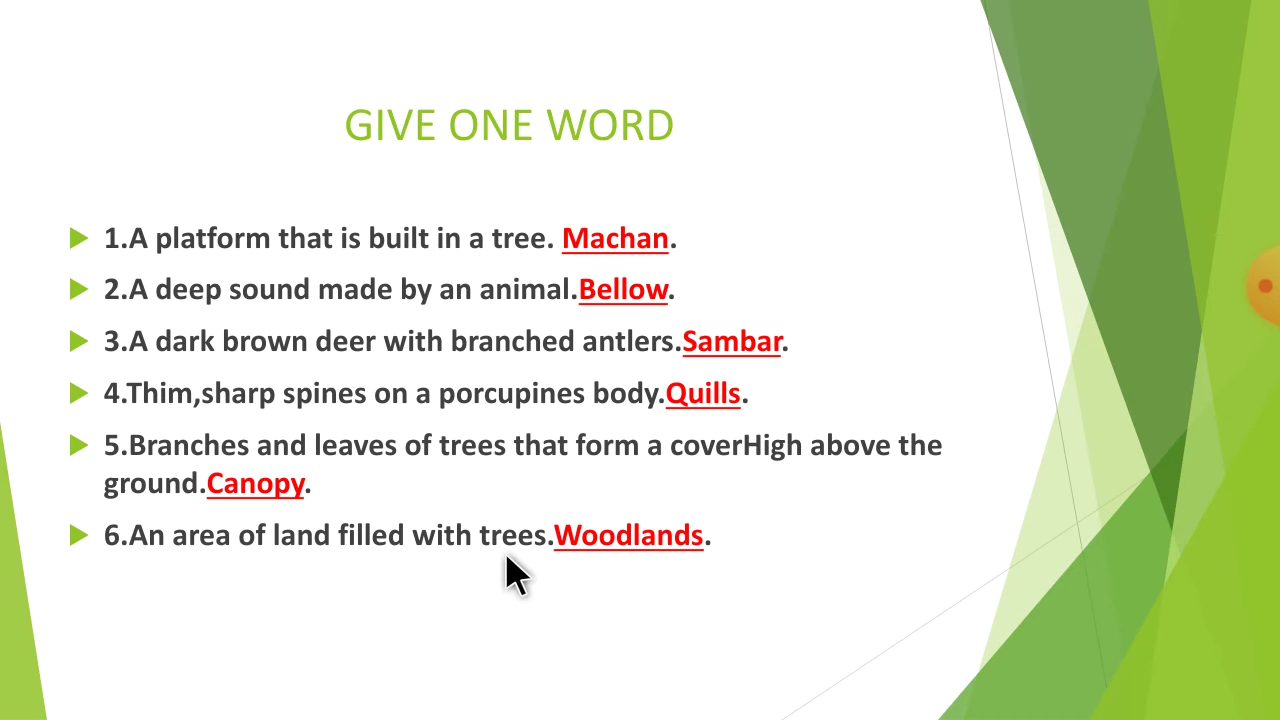 GIVE ONE WORD
1.A platform that is built in a tree. Machan.
2.A deep sound made by an animal.Bellow.
3.A dark brown deer with branched antlers.Sambar.
4.Thim,sharp spines on a porcupines body.Quills.
5.Branches and leaves of trees that form a coverHigh above the
ground.Canopy.
6.An area of land filled with trees.Woodlands.